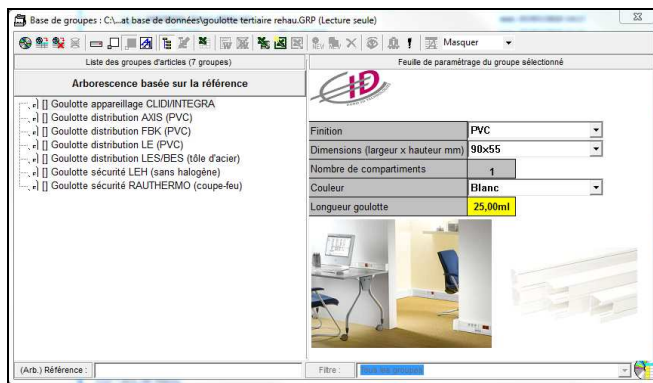 Base de groupes : C:\...at base de données\goulotte tertiaire rehau.GRP (Lecture seule)
Masquer
Liste des groupes d'articles (7 groupes)
Feuille de paramétrage du groupe sélectionné
Arborescence basée sur la référence
[] Goulotte appareillage CLIDI/INTEGRA
[] Goulotte distribution AXIS (PVC)
[] Goulotte distribution FBK (PVC)
[] Goulotte distribution LE (PVC)
[] Goulotte distribution LES/BES (tôle d'acier)
[] Goulotte sécurité LEH (sans halogène)
[] Goulotte sécurité RAUTHERMO (coupe-feu)
Finition PVC
Dimensions (largeur x hauteur mm) 90x55
Nombre de compartiments 1
Couleur Blanc
Longueur goulotte 25,00ml
(Arb.) Référence :
Filtre : Tous les groupes